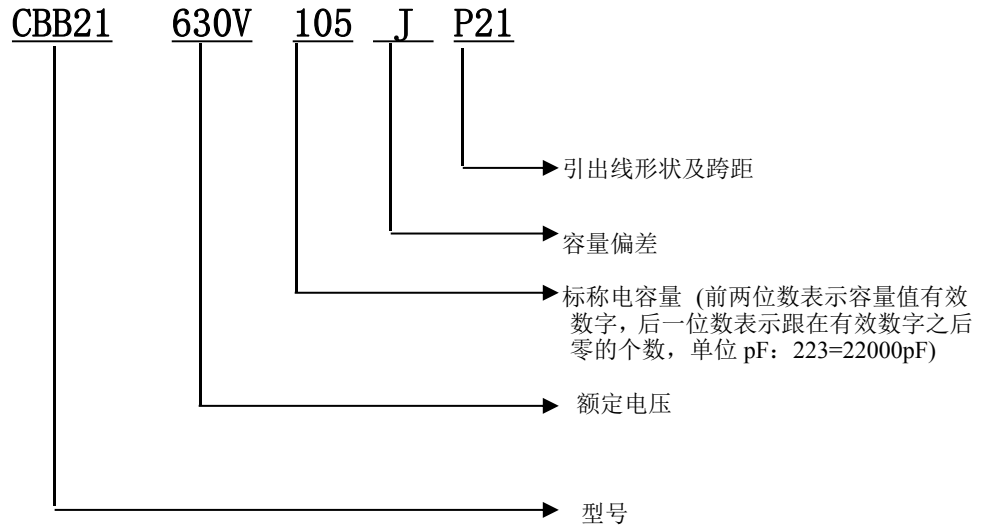 CBB21 630V 105 J P21
引出线形状及跨距
容量偏差
标称电容量 (前两位数表示容量值有效
数字，后一位数表示跟在有效数字之后
零的个数，单位 pF：223=22000pF)
额定电压
型号